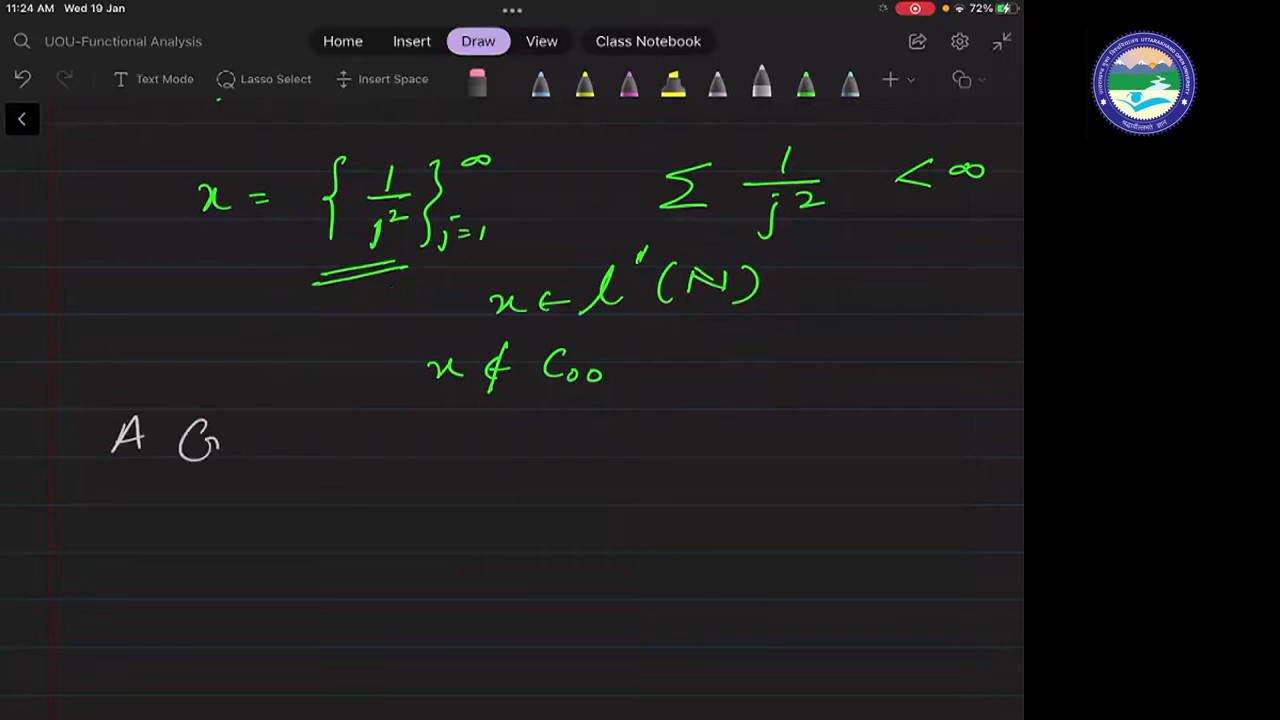 11:24 AM Wed 19 Jan 72%
UOU-Functional Analysis Home Insert Draw View Class Notebook
Text Mode Lasso Select Insert Space
x = { 1/j² }_{j=1}^∞ Σ 1/j² < ∞
x ∈ l¹(ℕ)
x ∉ C₀₀
A G